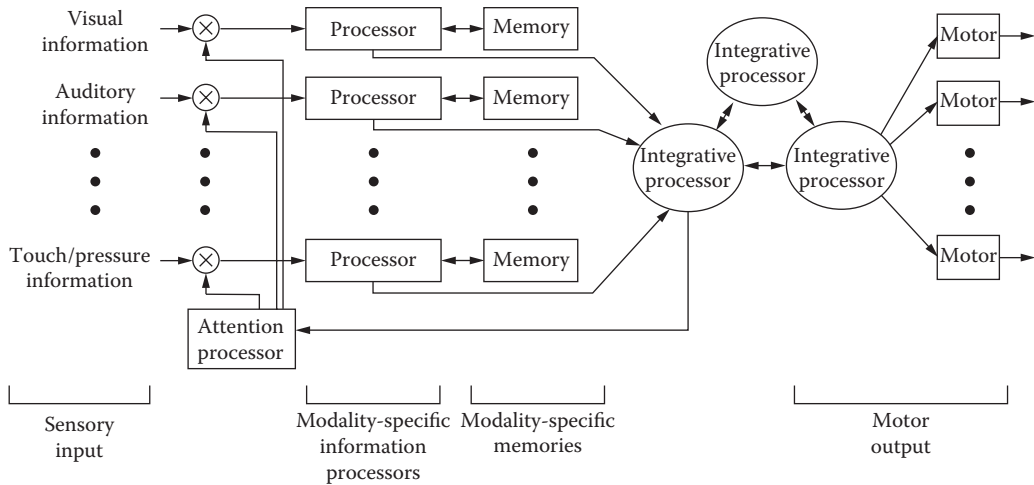 Visual
information
Processor
Memory
Integrative
processor
Motor
Auditory
information
Processor
Memory
Motor
Integrative
processor
Integrative
processor
Touch/pressure
information
Processor
Memory
Motor
Attention
processor
Sensory
input
Modality-specific
information
processors
Modality-specific
memories
Motor
output